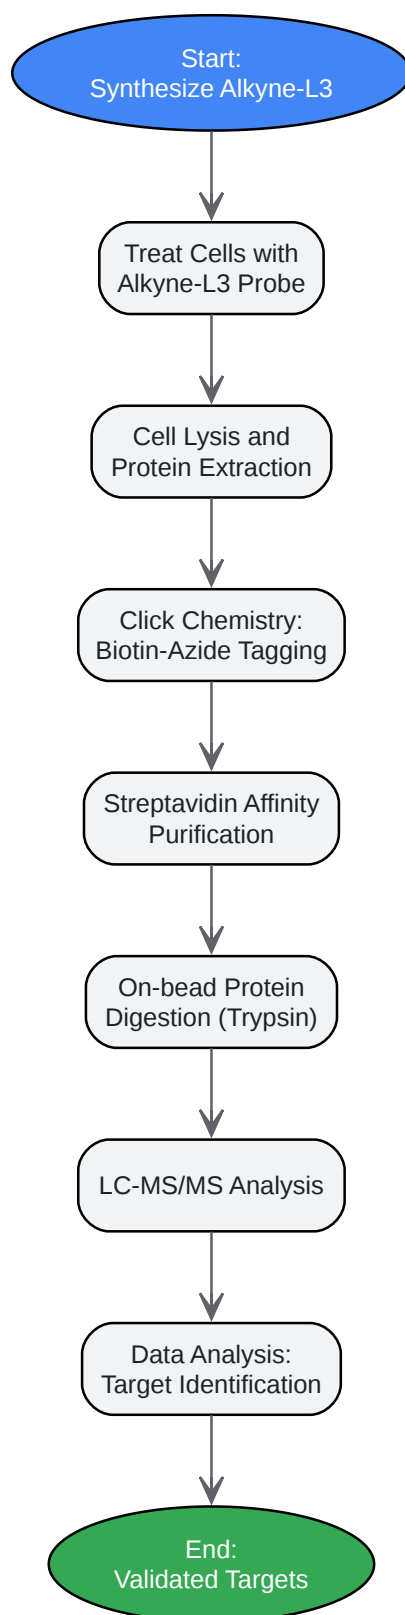 Start:
Synthesize Alkyne-L3
Treat Cells with
Alkyne-L3 Probe
Cell Lysis and
Protein Extraction
Click Chemistry:
Biotin-Azide Tagging
Streptavidin Affinity
Purification
On-bead Protein
Digestion (Trypsin)
LC-MS/MS Analysis
Data Analysis:
Target Identification
End:
Validated Targets